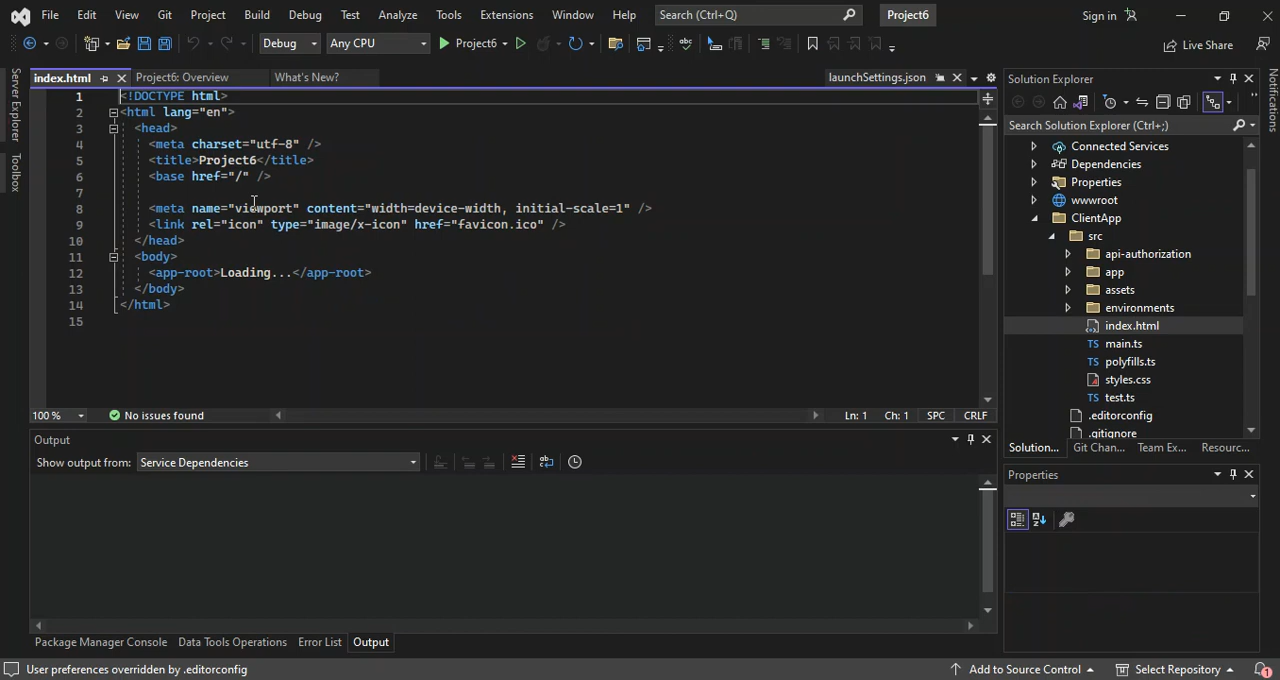 File Edit View Git Project Build Debug Test Analyze Tools Extensions Window Help Search (Ctrl+Q) Project6 Sign in
Debug Any CPU Project6 Live Share
Server Explorer
Toolbox
index.html Project6: Overview What's New? launchSettings.json
1 <!DOCTYPE html>
2 <html lang="en">
3 <head>
4 <meta charset="utf-8" />
5 <title>Project6</title>
6 <base href="/" />
7
8 <meta name="viewport" content="width=device-width, initial-scale=1" />
9 <link rel="icon" type="image/x-icon" href="favicon.ico" />
10 </head>
11 <body>
12 <app-root>Loading...</app-root>
13 </body>
14 </html>
15
100 % No issues found Ln: 1 Ch: 1 SPC CRLF
Output
Show output from: Service Dependencies
Package Manager Console Data Tools Operations Error List Output
Solution Explorer
Search Solution Explorer (Ctrl+;)
Connected Services
Dependencies
Properties
wwwroot
ClientApp
src
api-authorization
app
assets
environments
index.html
TS main.ts
TS polyfills.ts
styles.css
TS test.ts
.editorconfig
.gitignore
Solution... Git Chan... Team Ex... Resourc...
Properties
Notifications
User preferences overridden by .editorconfig Add to Source Control Select Repository 1